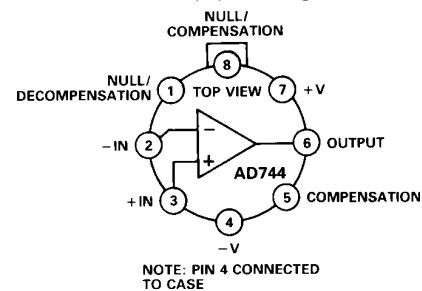 NULL/
COMPENSATION
8
NULL/
DECOMPENSATION
1
TOP VIEW
7
+V
−IN
2
−
6
OUTPUT
+
AD744
+IN
3
5
COMPENSATION
4
−V
NOTE: PIN 4 CONNECTED
TO CASE